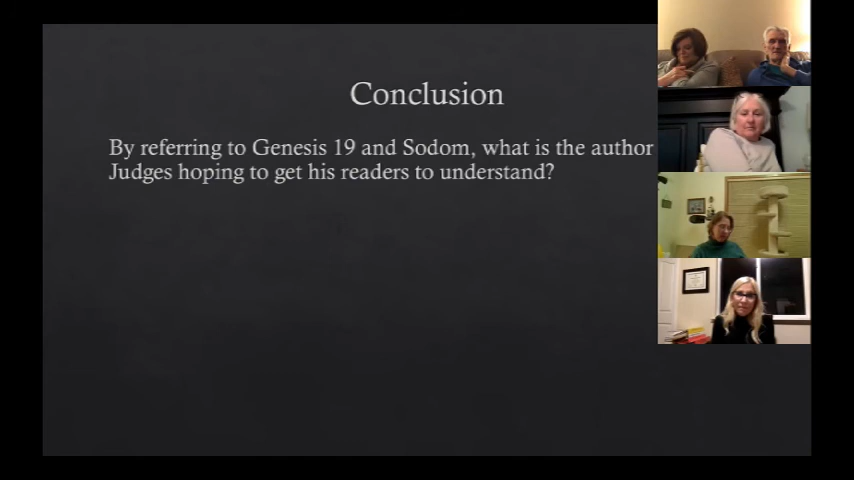 Conclusion
By referring to Genesis 19 and Sodom, what is the author
Judges hoping to get his readers to understand?